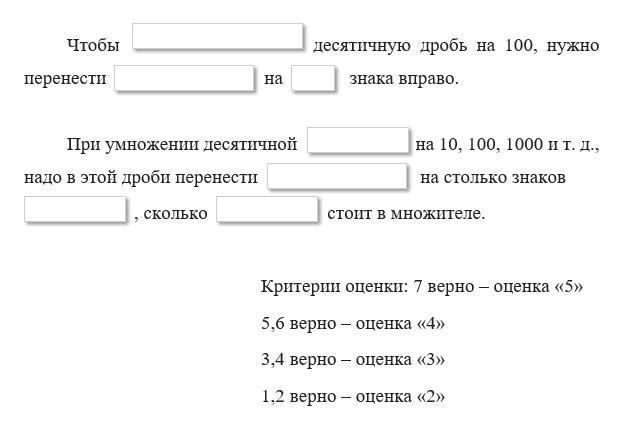 Чтобы десятичную дробь на 100, нужно
перенести на знака вправо.
При умножении десятичной на 10, 100, 1000 и т. д.,
надо в этой дроби перенести на столько знаков
, сколько стоит в множителе.
Критерии оценки: 7 верно – оценка «5»
5,6 верно – оценка «4»
3,4 верно – оценка «3»
1,2 верно – оценка «2»